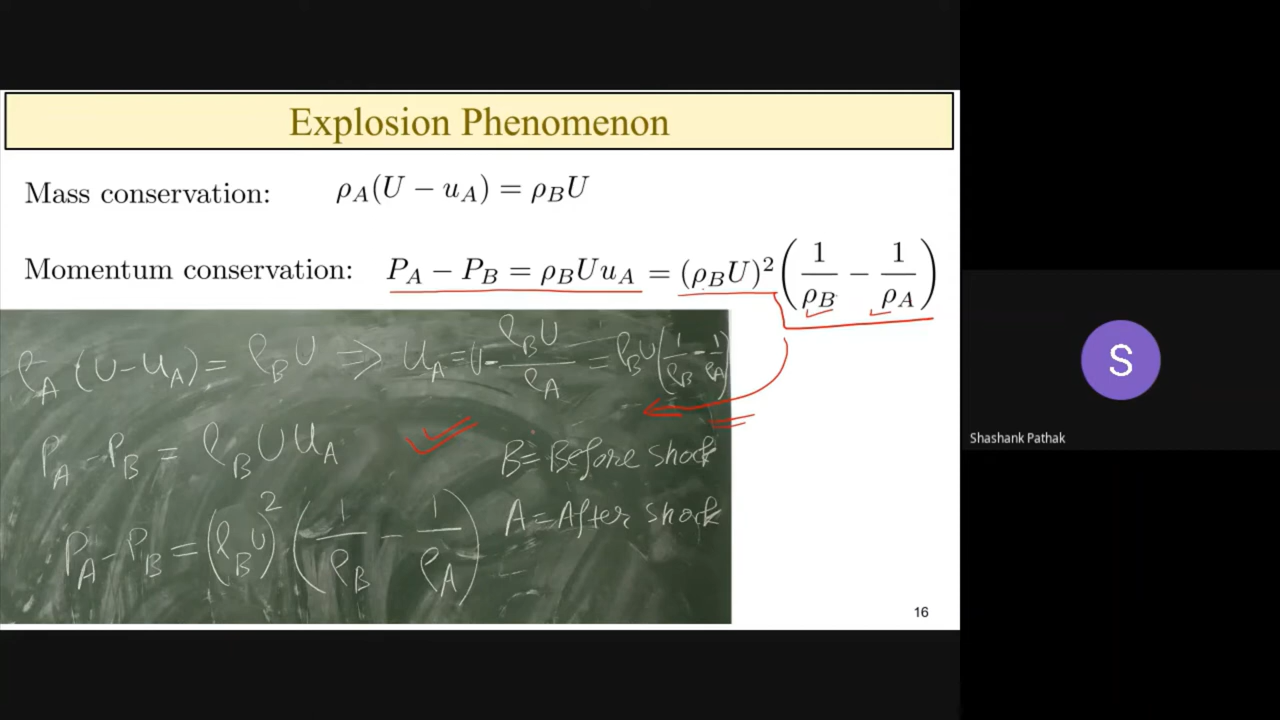 Explosion Phenomenon
Mass conservation: ρ_A(U − u_A) = ρ_B U
Momentum conservation: P_A − P_B = ρ_B U u_A = (ρ_B U)² (1/ρ_B − 1/ρ_A)
ρ_A (U − u_A) = ρ_B U ⇒ u_A = U − ρ_B U/ρ_A = ρ_B U (1/ρ_B − 1/ρ_A)
P_A − P_B = ρ_B U u_A
B = Before shock
A = After shock
P_A − P_B = (ρ_B U)² (1/ρ_B − 1/ρ_A)
16
S
Shashank Pathak